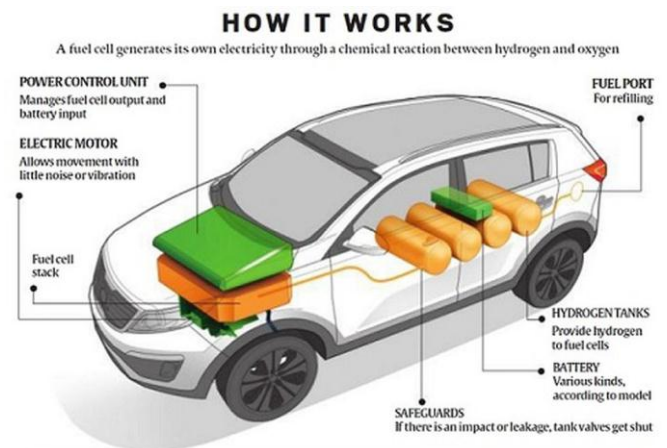 HOW IT WORKS
A fuel cell generates its own electricity through a chemical reaction between hydrogen and oxygen
POWER CONTROL UNIT
Manages fuel cell output and
battery input
ELECTRIC MOTOR
Allows movement with
little noise or vibration
Fuel cell
stack
FUEL PORT
For refilling
HYDROGEN TANKS
Provide hydrogen
to fuel cells
BATTERY
Various kinds,
according to model
SAFEGUARDS
If there is an impact or leakage, tank valves get shut